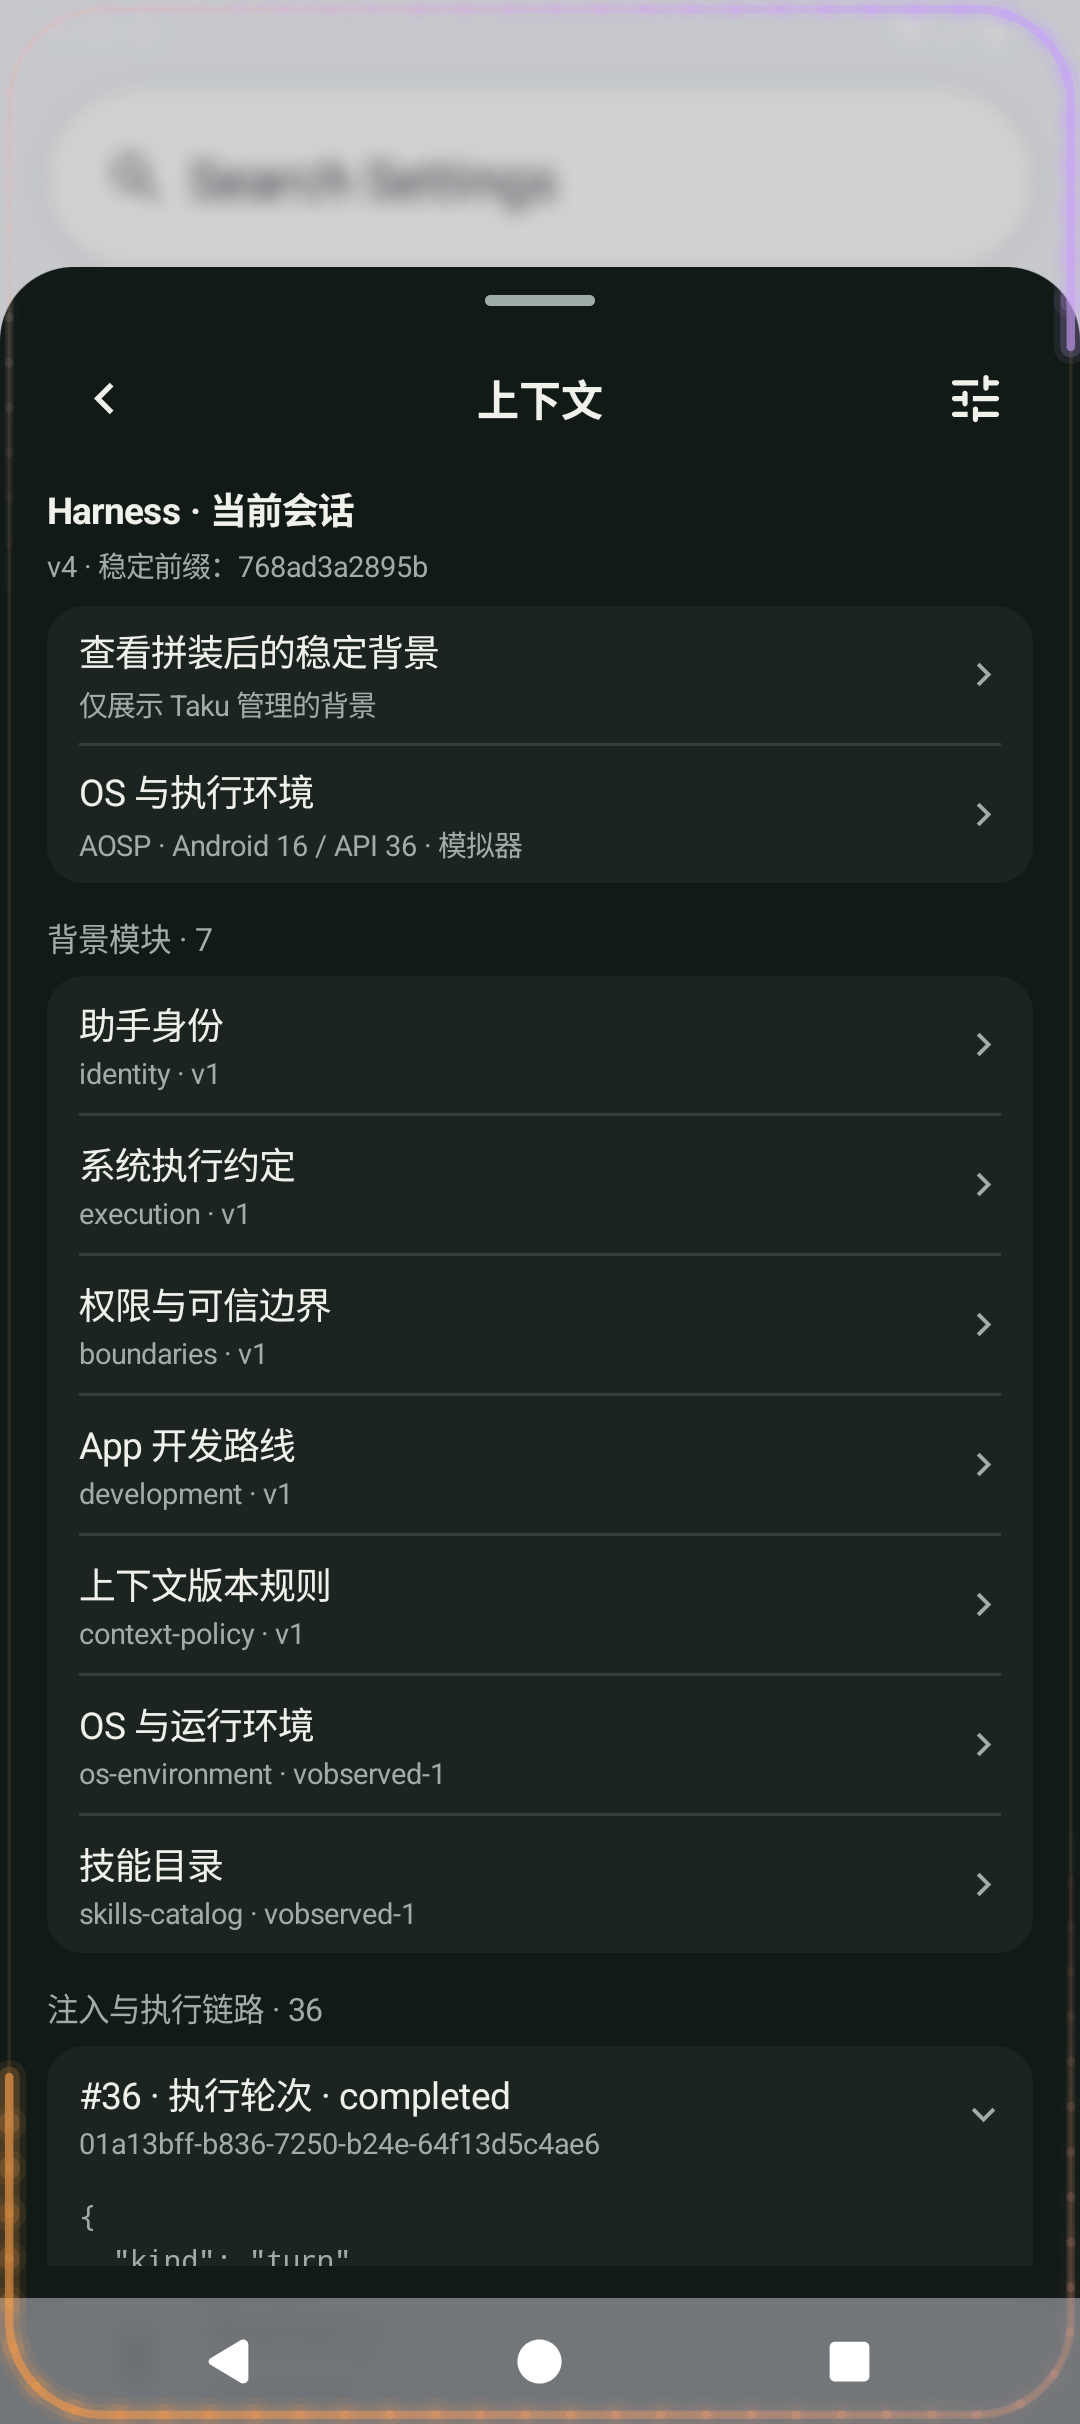 Search Settings
上下文
Harness · 当前会话
v4 · 稳定前缀：768ad3a2895b
查看拼装后的稳定背景
仅展示 Taku 管理的背景
OS 与执行环境
AOSP · Android 16 / API 36 · 模拟器
背景模块 · 7
助手身份
identity · v1
系统执行约定
execution · v1
权限与可信边界
boundaries · v1
App 开发路线
development · v1
上下文版本规则
context-policy · v1
OS 与运行环境
os-environment · vobserved-1
技能目录
skills-catalog · vobserved-1
注入与执行链路 · 36
#36 · 执行轮次 · completed
01a13bff-b836-7250-b24e-64f13d5c4ae6
{
"kind": "turn"